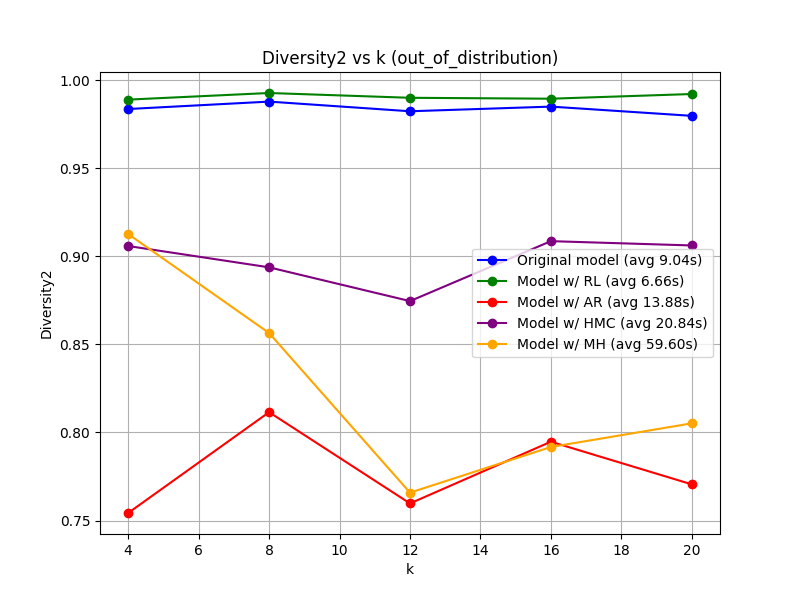 Diversity2 vs k (out_of_distribution)
Diversity2
1.00
0.95
0.90
0.85
0.80
0.75
Original model (avg 9.04s)
Model w/ RL (avg 6.66s)
Model w/ AR (avg 13.88s)
Model w/ HMC (avg 20.84s)
Model w/ MH (avg 59.60s)
4 6 8 10 12 14 16 18 20
k